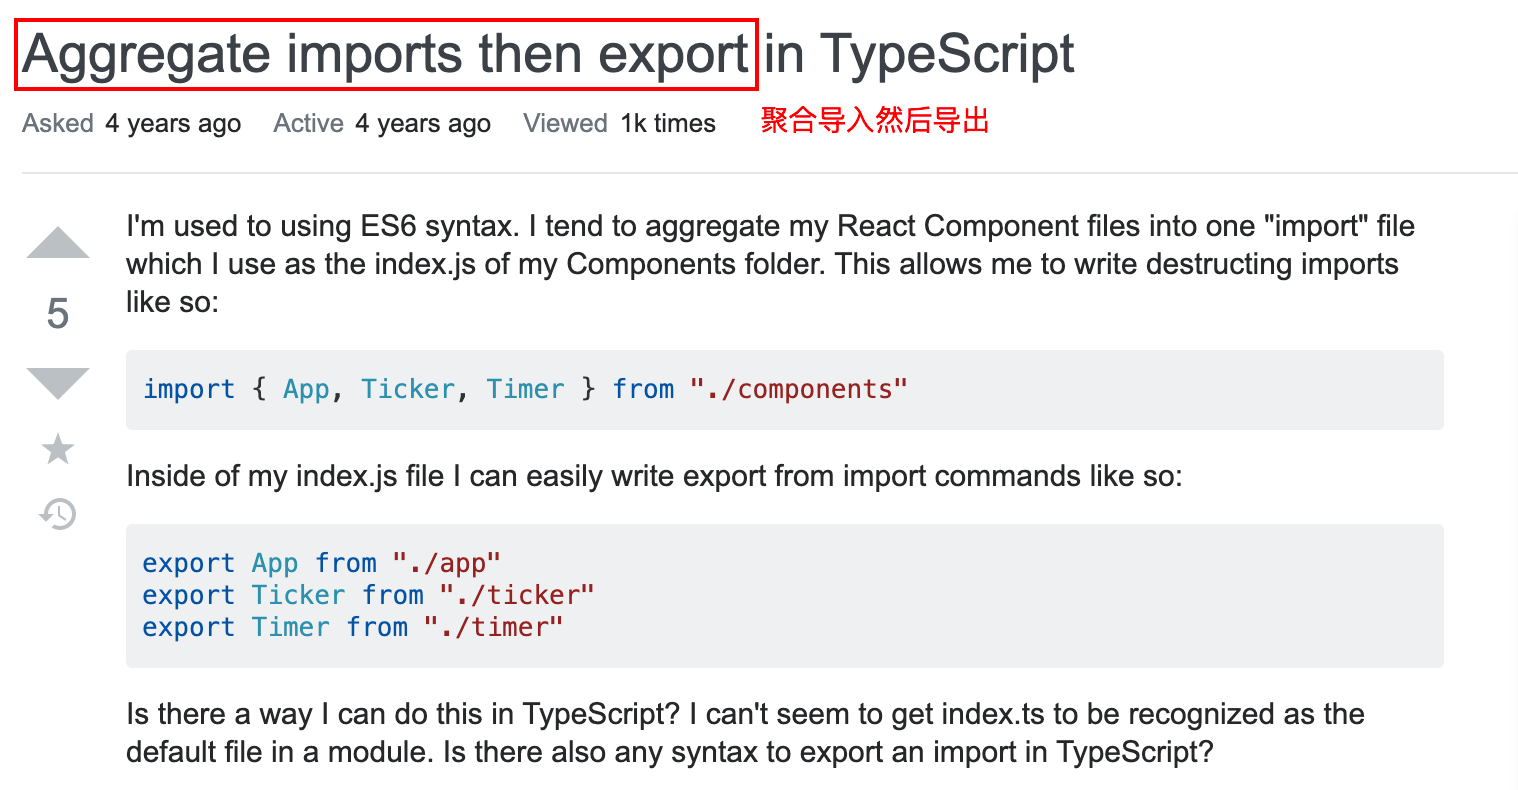 Aggregate imports then export in TypeScript
Asked 4 years ago Active 4 years ago Viewed 1k times 聚合导入然后导出
I'm used to using ES6 syntax. I tend to aggregate my React Component files into one "import" file
which I use as the index.js of my Components folder. This allows me to write destructing imports
like so:
5
import { App, Ticker, Timer } from "./components"
Inside of my index.js file I can easily write export from import commands like so:
export App from "./app"
export Ticker from "./ticker"
export Timer from "./timer"
Is there a way I can do this in TypeScript? I can't seem to get index.ts to be recognized as the
default file in a module. Is there also any syntax to export an import in TypeScript?